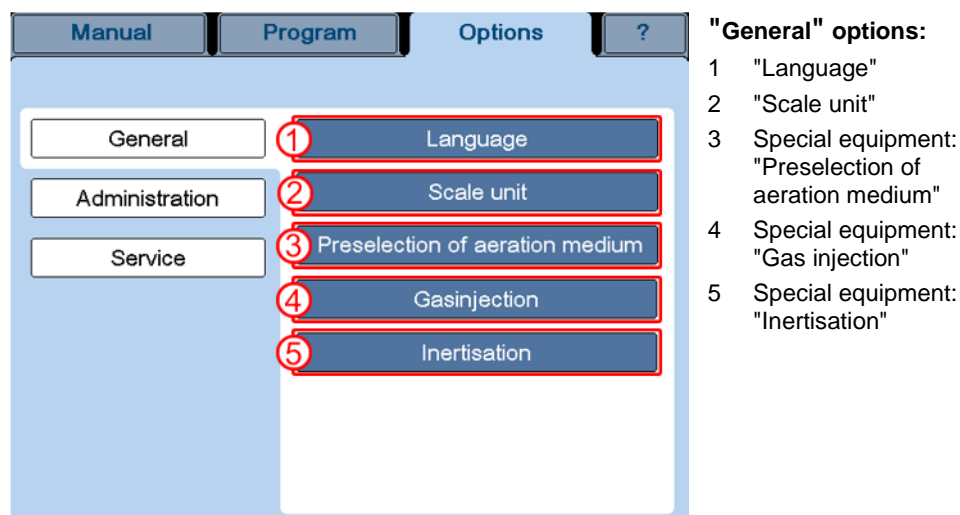 Manual Program Options ?
General
Administration
Service
1 Language
2 Scale unit
3 Preselection of aeration medium
4 Gasinjection
5 Inertisation
"General" options:
1 "Language"
2 "Scale unit"
3 Special equipment:
"Preselection of
aeration medium"
4 Special equipment:
"Gas injection"
5 Special equipment:
"Inertisation"